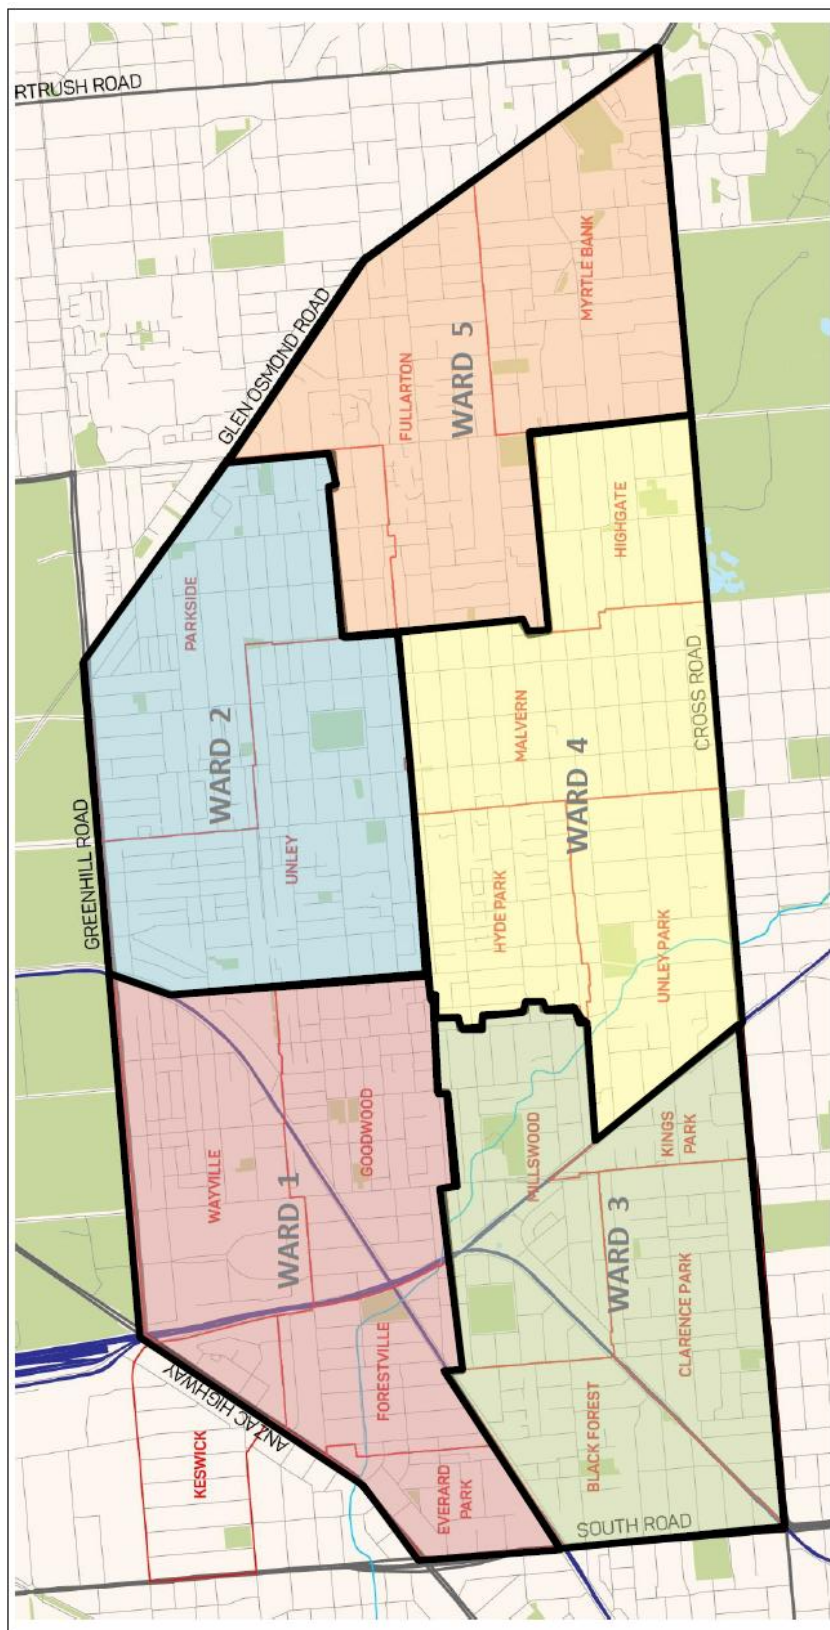 RTRUSH ROAD
GLEN OSMOND ROAD
MYRTLE BANK
WARD 5
FULLARTON
PARKSIDE
HIGHGATE
WARD 2
GREENHILL ROAD
UNLEY
MALVERN
CROSS ROAD
WARD 4
HYDE PARK
UNLEY PARK
WAYVILLE
WARD 1
GOODWOOD
MILLSWOOD
KINGS
PARK
WARD 3
CLARENCE PARK
ANZAC HIGHWAY
FORESTVILLE
KESWICK
EVERARD
PARK
BLACK FOREST
SOUTH ROAD